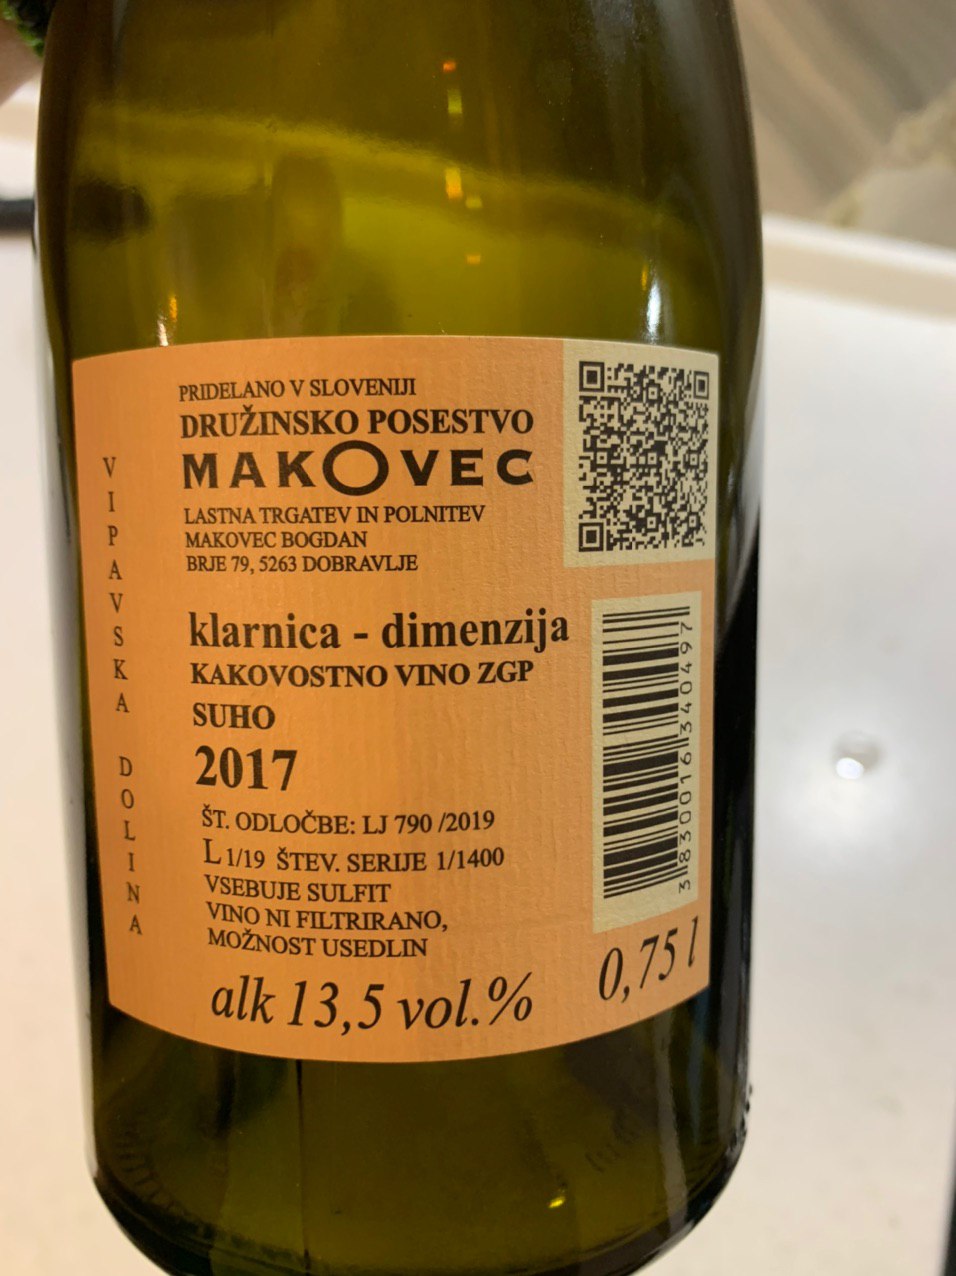 PRIDELANO V SLOVENIJI
DRUŽINSKO POSESTVO
MAKOVEC
LASTNA TRGATEV IN POLNITEV
MAKOVEC BOGDAN
BRJE 79, 5263 DOBRAVLJE
VIPAVSKA DOLINA
klarnica - dimenzija
KAKOVOSTNO VINO ZGP
SUHO
2017
ŠT. ODLOČBE: LJ 790 /2019
L 1/19 ŠTEV. SERIJE 1/1400
VSEBUJE SULFIT
VINO NI FILTRIRANO,
MOŽNOST USEDLIN
alk 13,5 vol.%
0,75 l
3830016340497